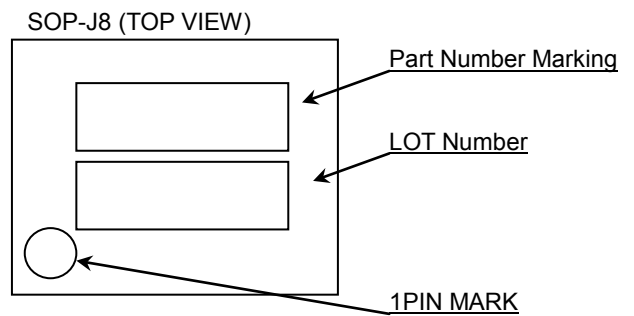 SOP-J8 (TOP VIEW)
Part Number Marking
LOT Number
1PIN MARK